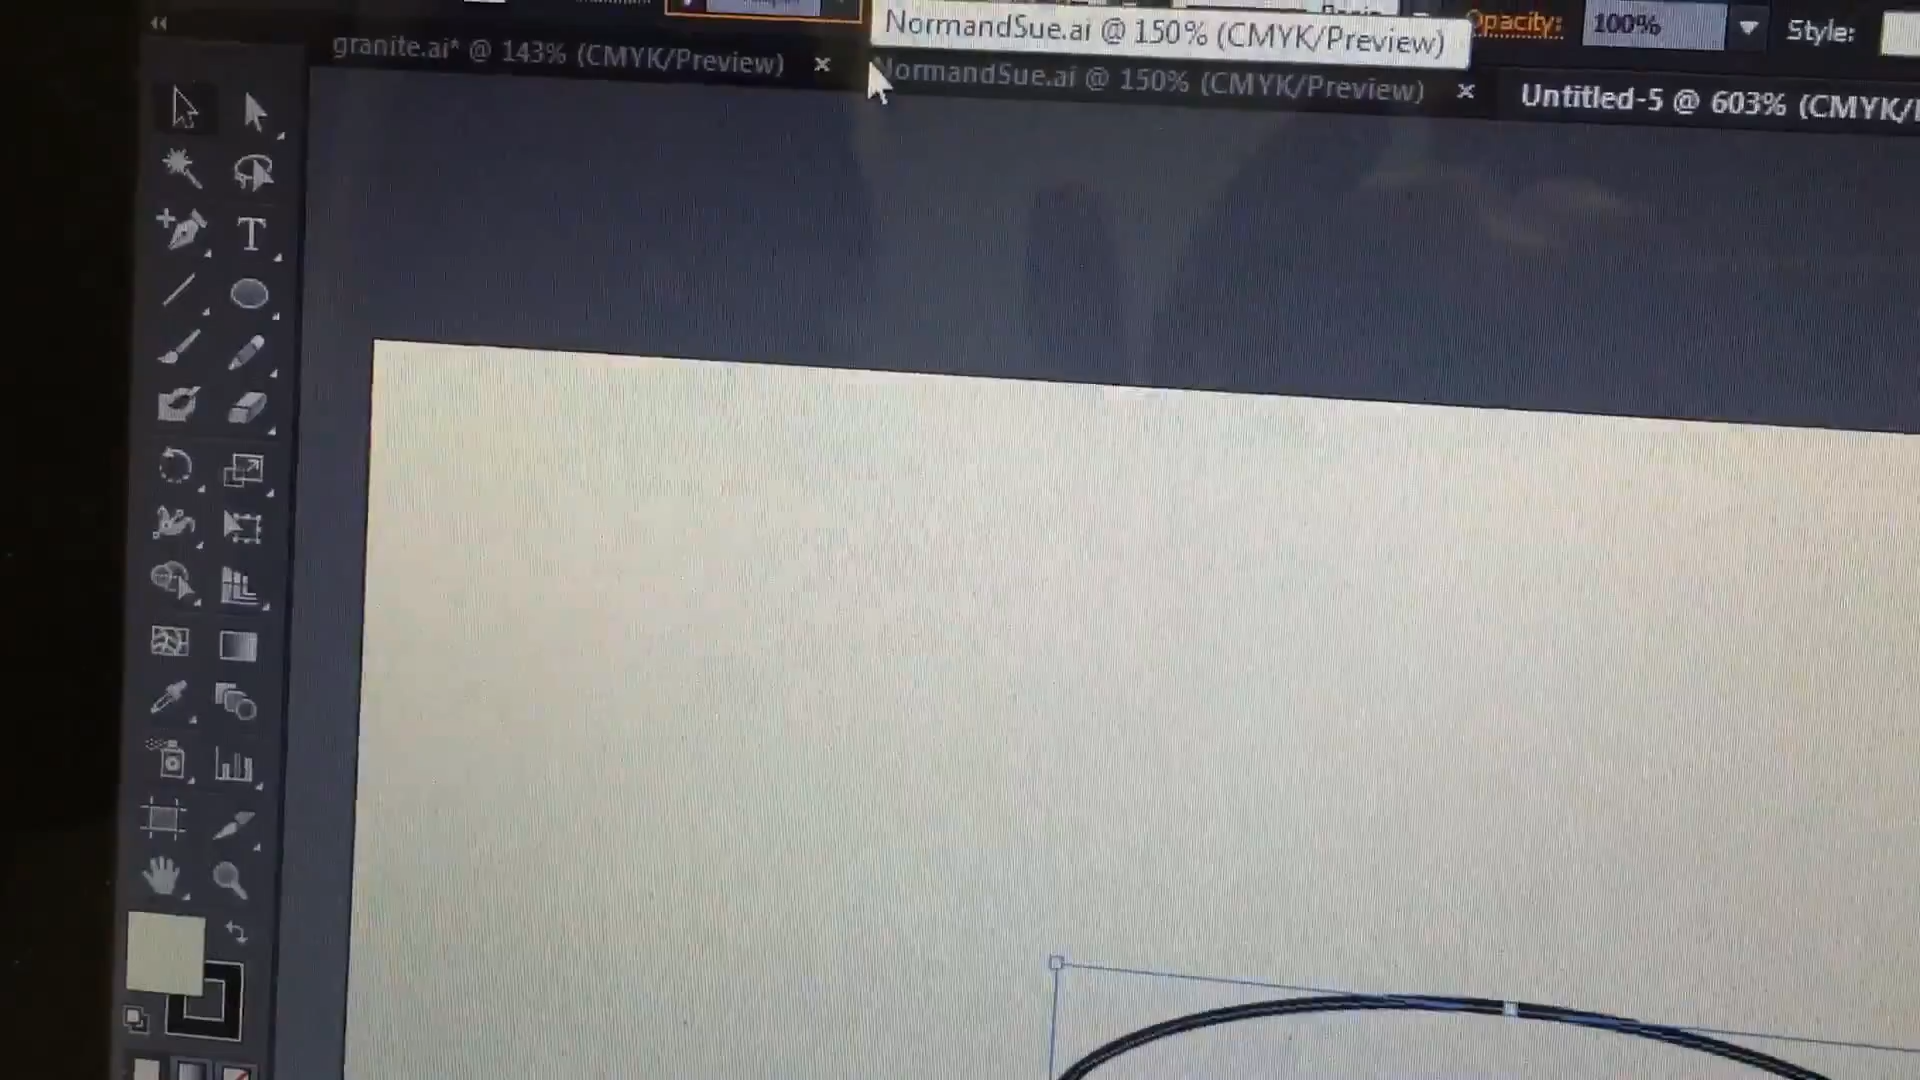 NormandSue.ai @ 150% (CMYK/Preview)
Opacity: 100% Style:
granite.ai* @ 143% (CMYK/Preview) ×
NormandSue.ai @ 150% (CMYK/Preview) ×
Untitled-5 @ 603% (CMYK/
T